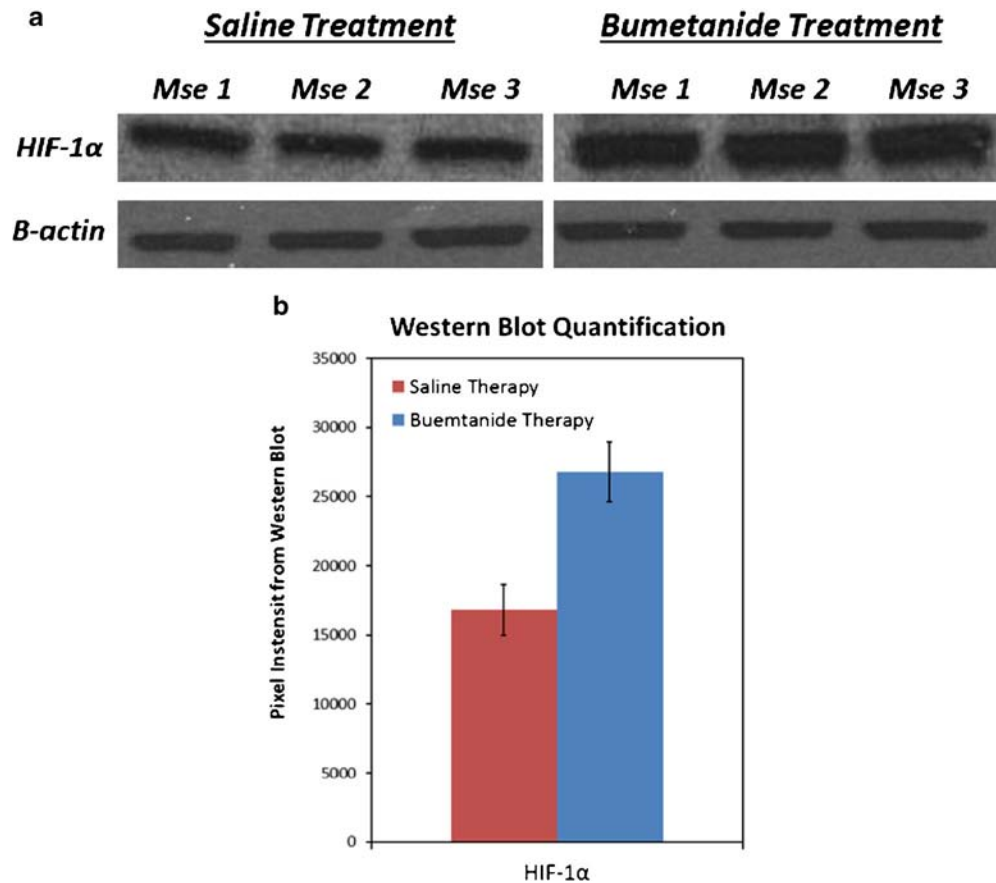 a
Saline Treatment Bumetanide Treatment
Mse 1 Mse 2 Mse 3 Mse 1 Mse 2 Mse 3
HIF-1α
B-actin
b
Western Blot Quantification
35000
30000
25000
20000
15000
10000
5000
0
Saline Therapy
Buemtanide Therapy
Pixel Instensit from Western Blot
HIF-1α